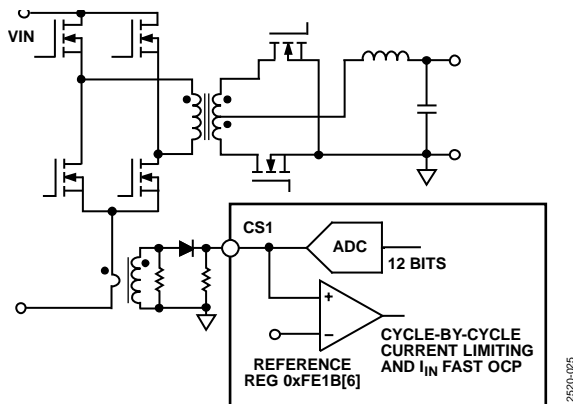 VIN
CS1
ADC
12 BITS
+
−
CYCLE-BY-CYCLE
CURRENT LIMITING
AND IIN FAST OCP
REFERENCE
REG 0xFE1B[6]
2520-025